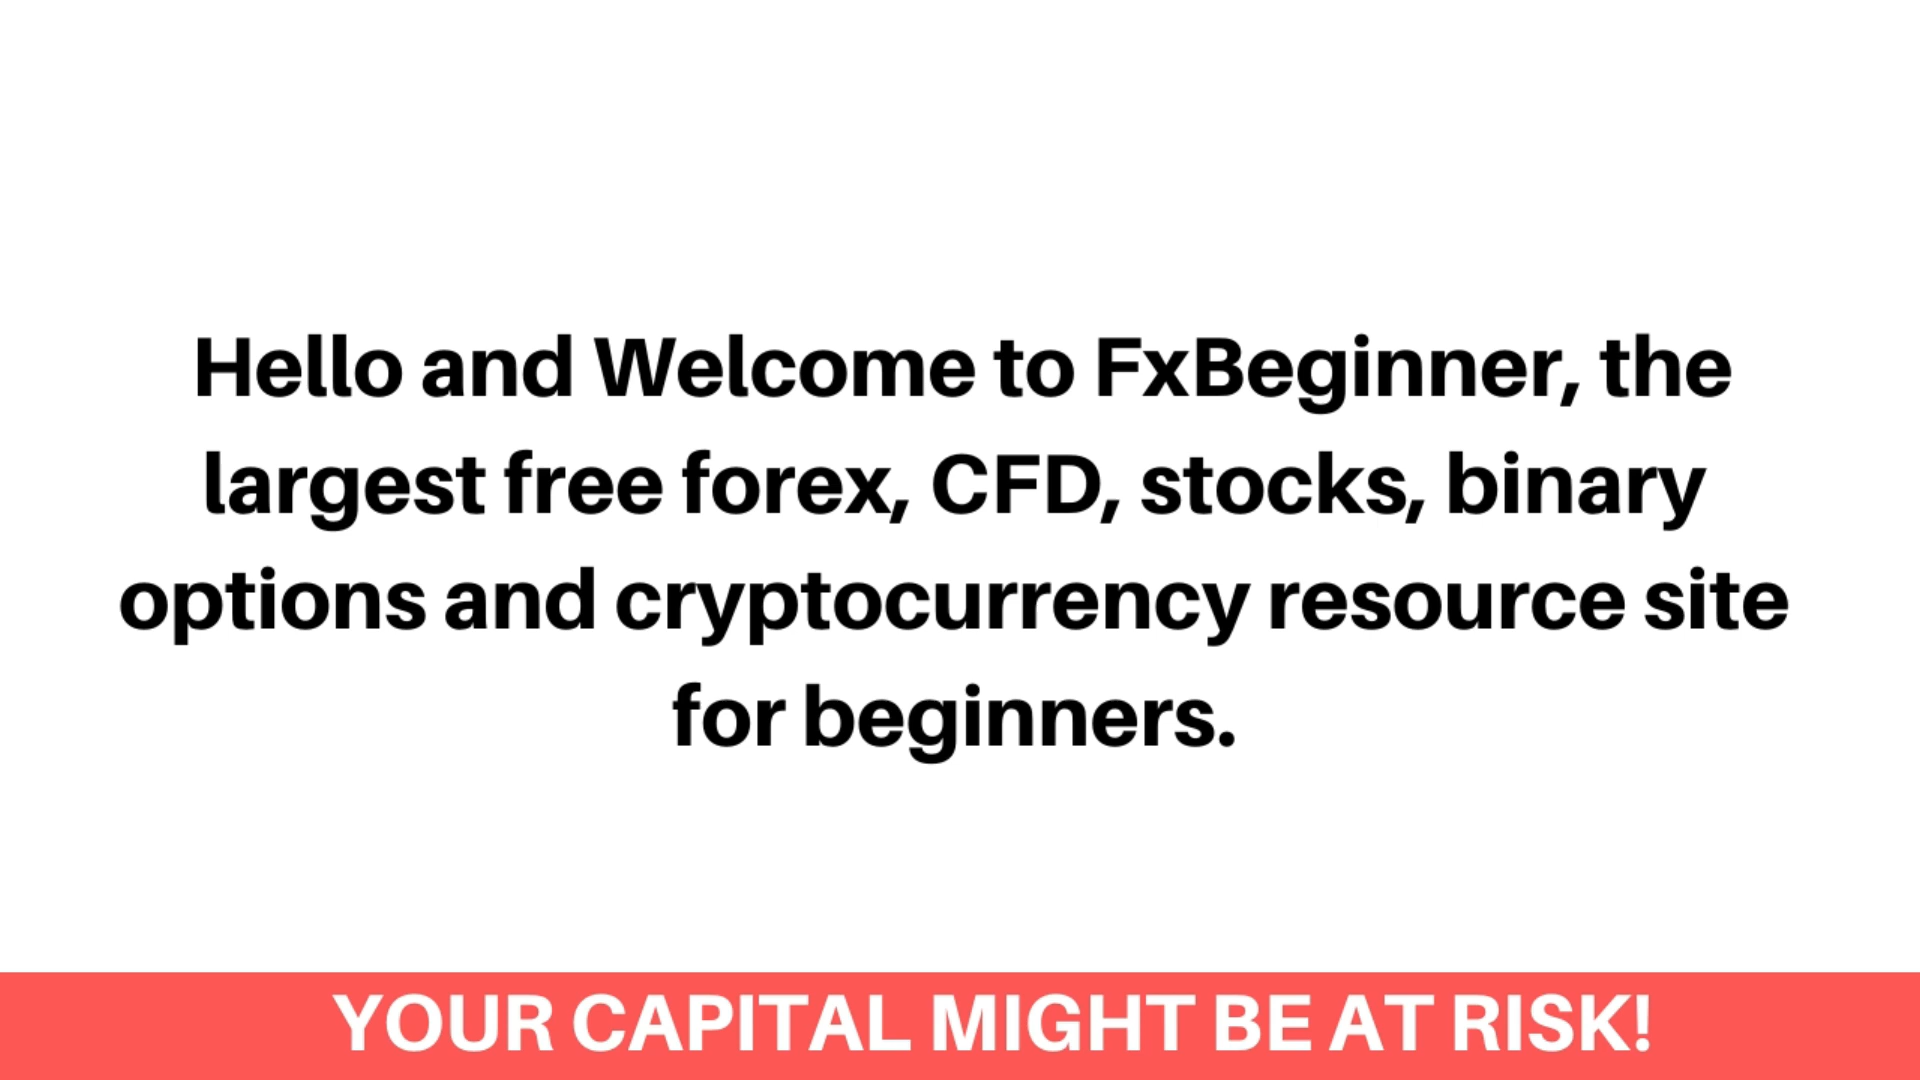 Hello and Welcome to FxBeginner, the
largest free forex, CFD, stocks, binary
options and cryptocurrency resource site
for beginners.
YOUR CAPITAL MIGHT BE AT RISK!